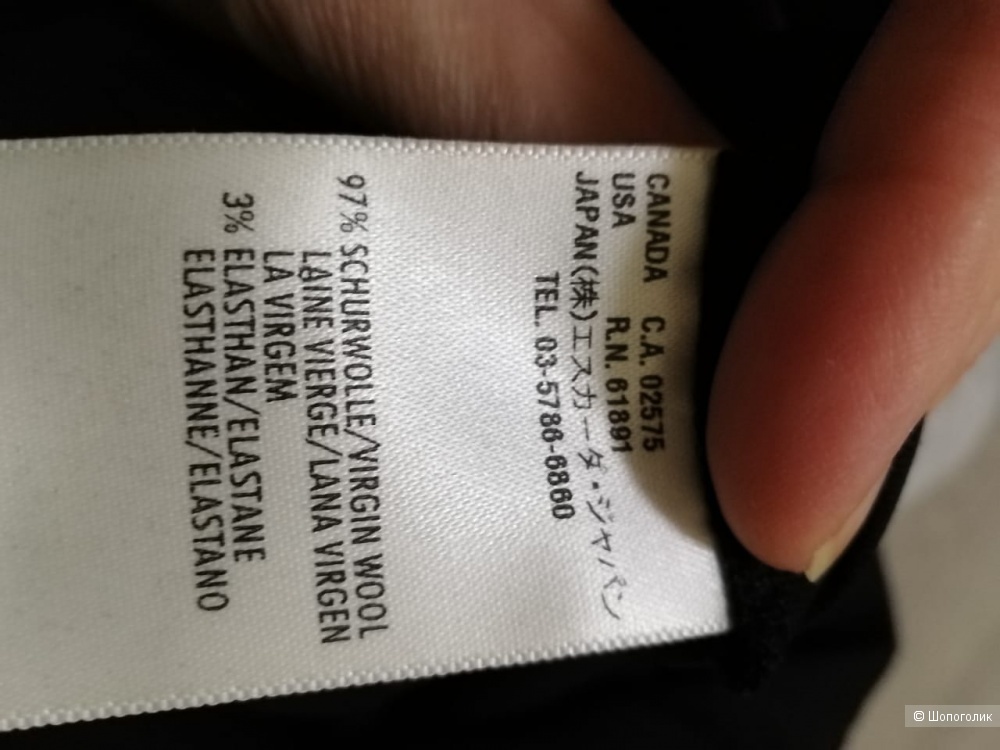 CANADA C.A. 02575
USA R.N. 61891
JAPAN(株)エスカーダ・ジャパン
TEL. 03-5786-6860
97% SCHURWOLLE/VIRGIN WOOL
LAINE VIERGE/LANA VIRGEN
LA VIRGEM
3% ELASTHAN/ELASTANE
ELASTHANNE/ELASTANO
© Шопоголик